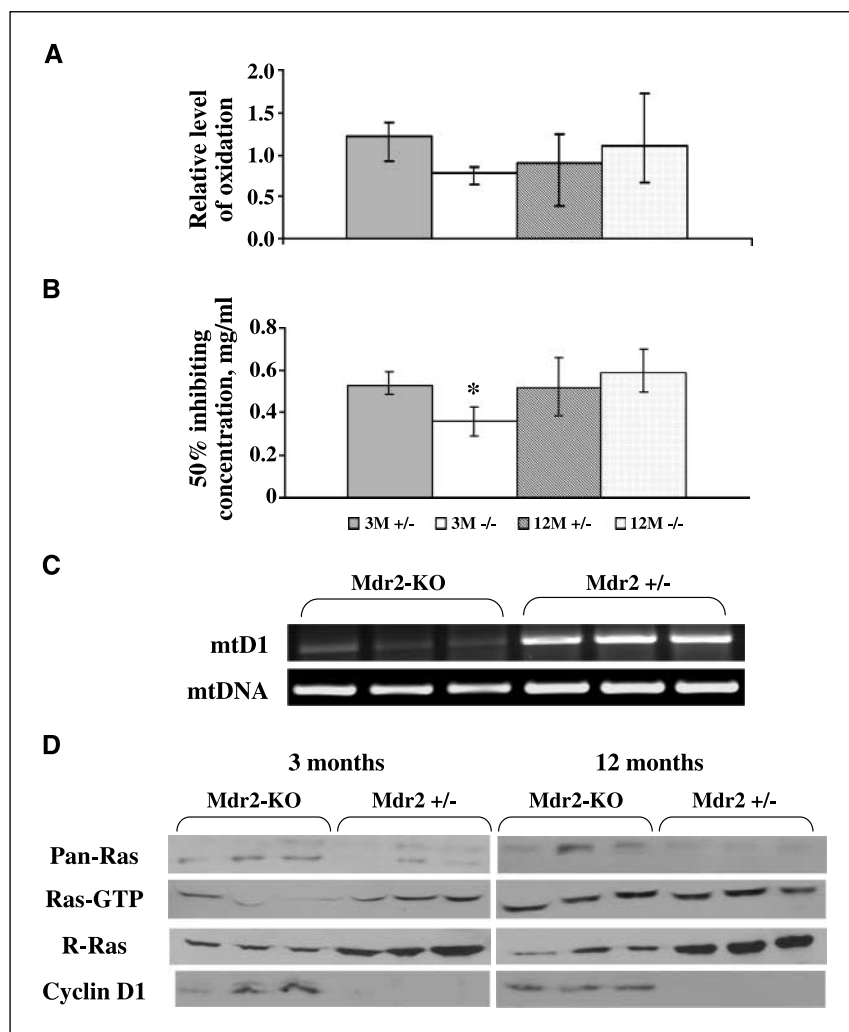 A
Relative level
of oxidation
2.0
1.5
1.0
0.5
0.0
B
50% inhibiting
concentration, mg/ml
0.8
0.6
0.4
0.2
0
*
3M +/- 3M -/- 12M +/- 12M -/-
C
Mdr2-KO Mdr2 +/-
mtD1
mtDNA
D
3 months 12 months
Mdr2-KO Mdr2 +/- Mdr2-KO Mdr2 +/-
Pan-Ras
Ras-GTP
R-Ras
Cyclin D1